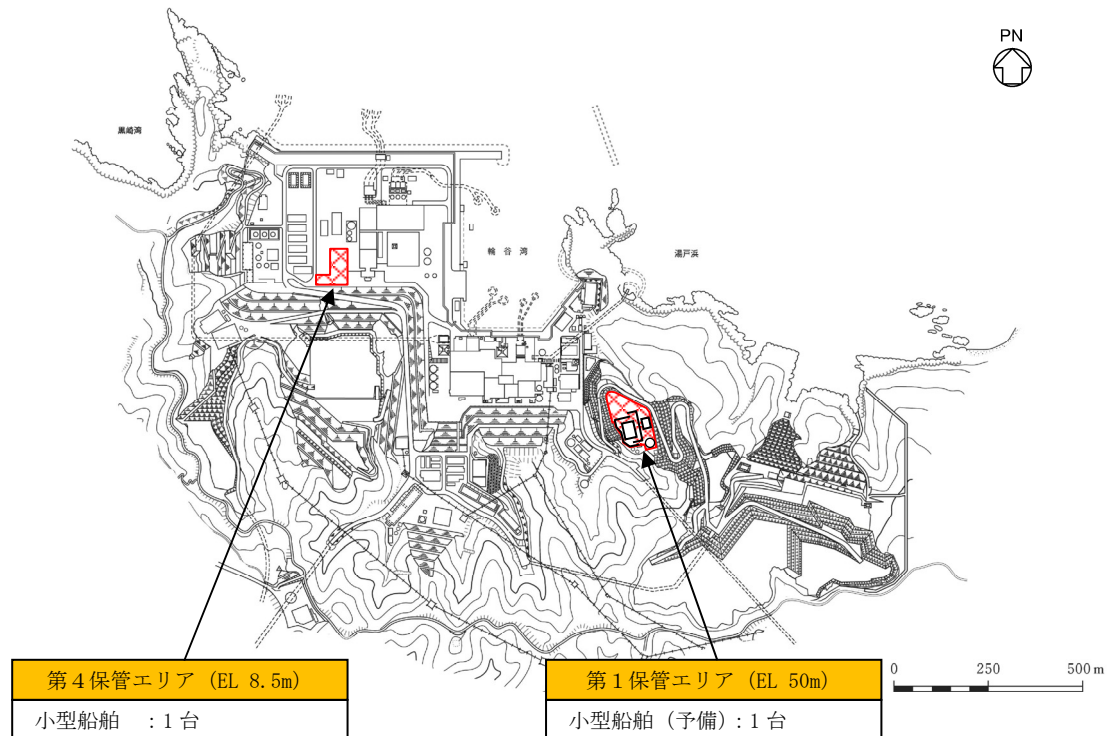 PN
黒崎湾
輪谷湾
湯戸浜
第4保管エリア (EL 8.5m)
小型船舶 :1台
第1保管エリア (EL 50m)
小型船舶(予備):1台
0 250 500m